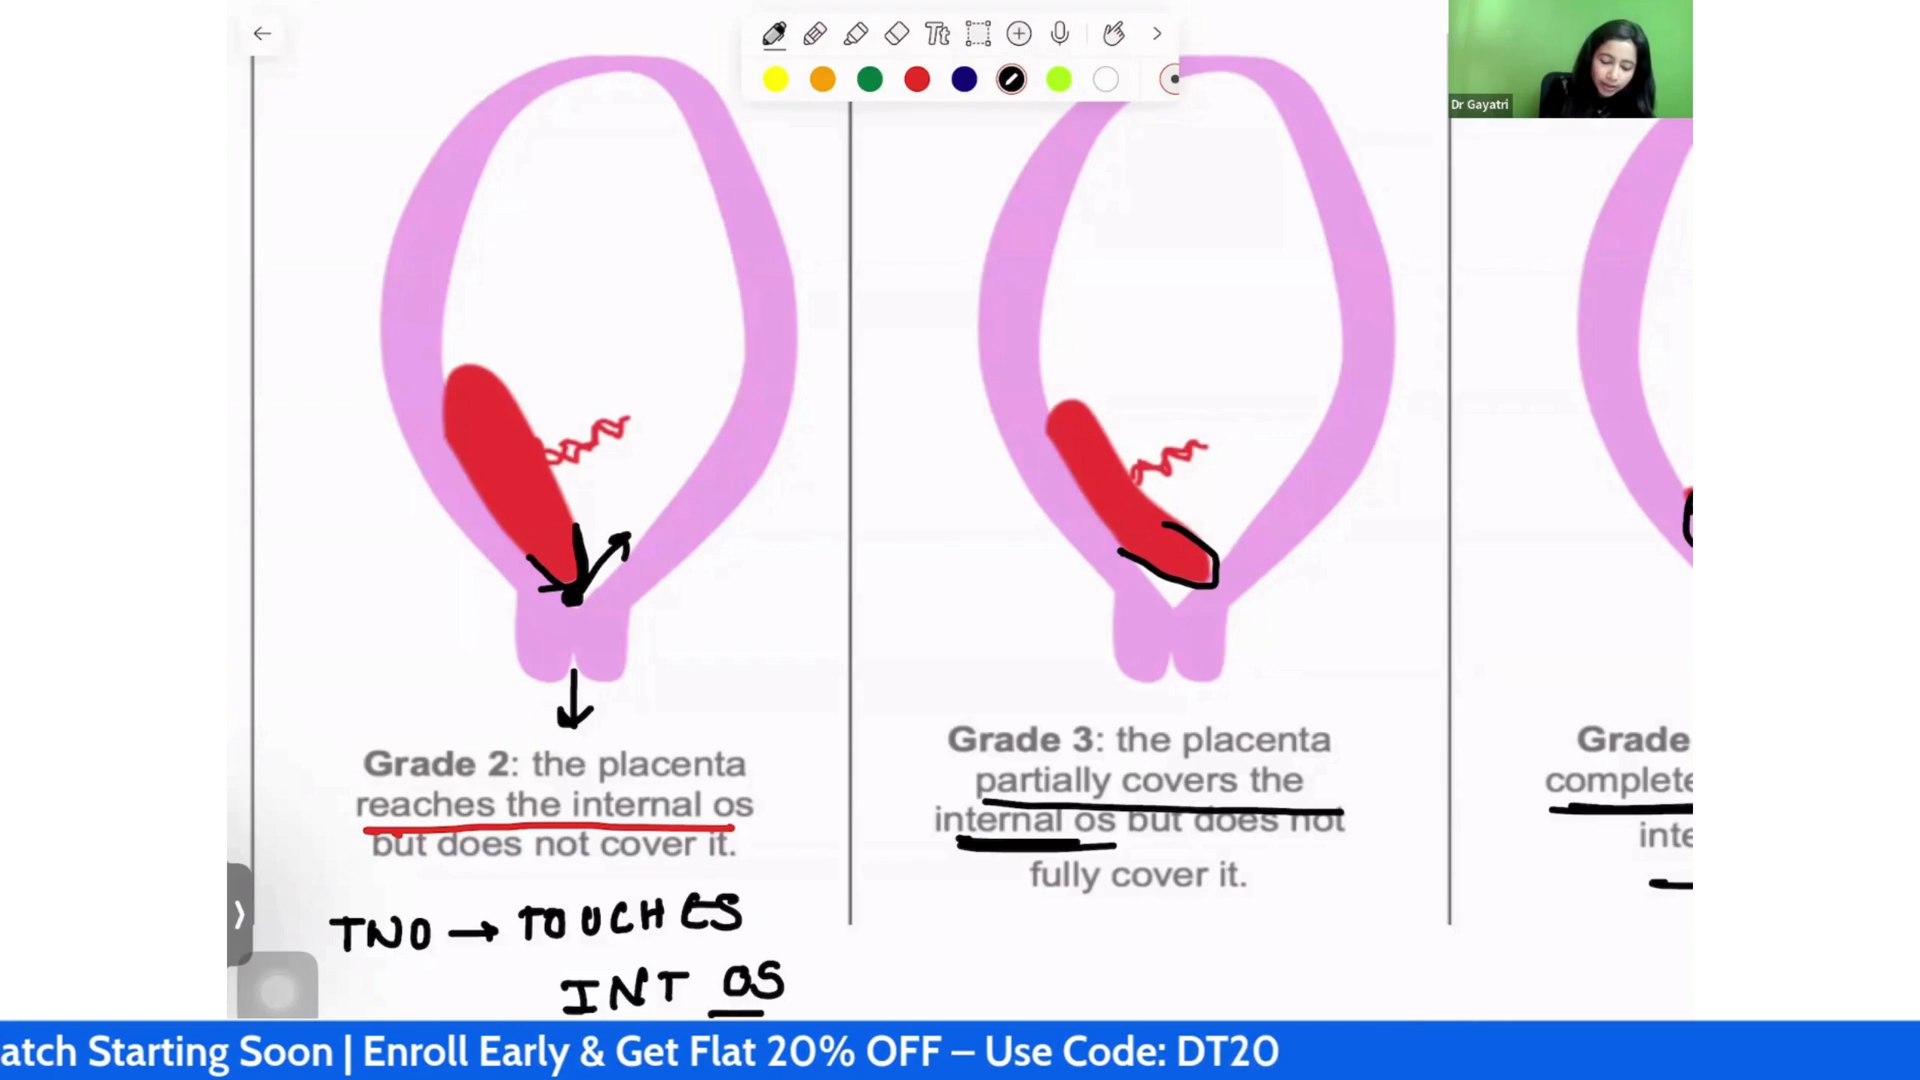 Tt
Dr Gayatri
Grade 2: the placenta
reaches the internal os
but does not cover it.
TWO → TOUCHES
INT OS
Grade 3: the placenta
partially covers the
internal os but does not
fully cover it.
Grade
complete
inte
atch Starting Soon | Enroll Early & Get Flat 20% OFF – Use Code: DT20